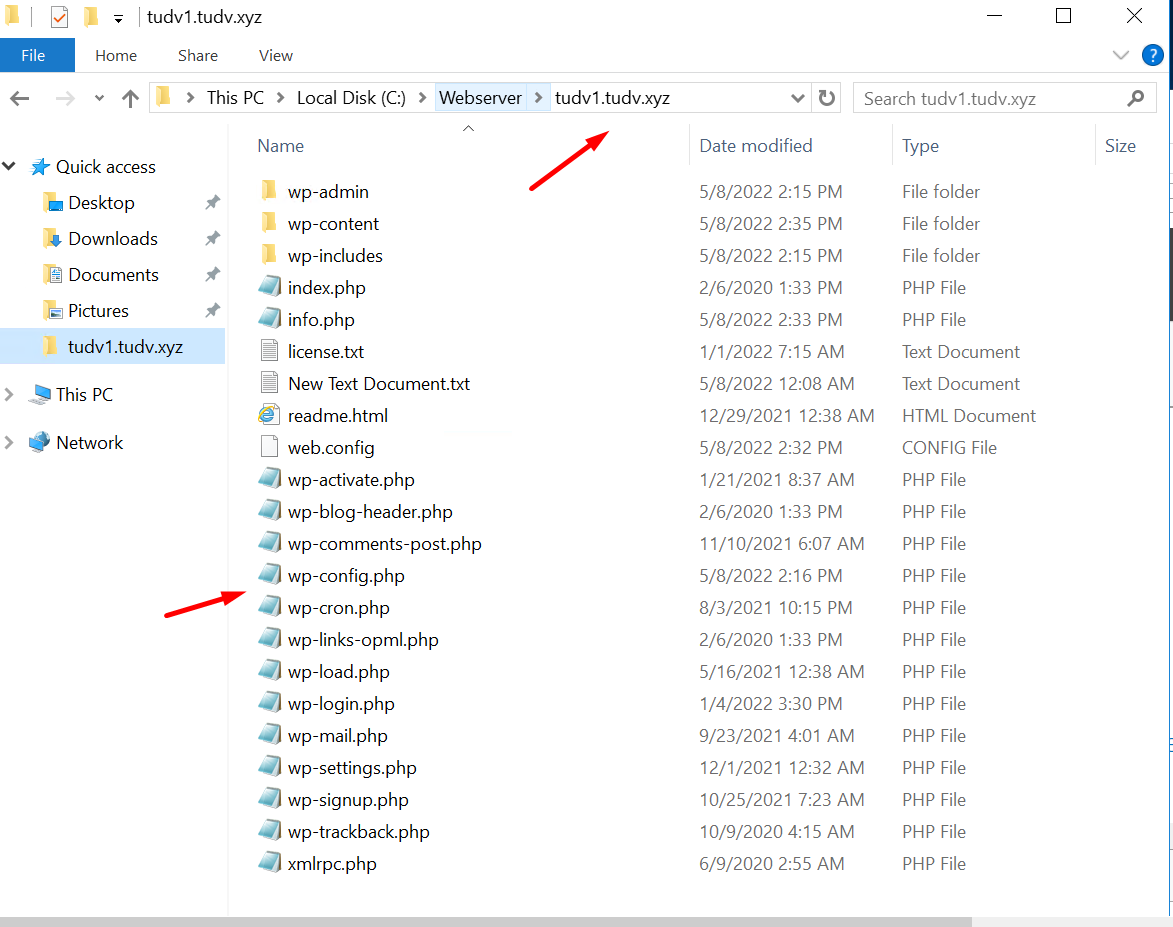 tudv1.tudv.xyz
File Home Share View
This PC Local Disk (C:) Webserver tudv1.tudv.xyz Search tudv1.tudv.xyz
Name Date modified Type Size
Quick access
Desktop
Downloads
Documents
Pictures
tudv1.tudv.xyz
This PC
Network
wp-admin 5/8/2022 2:15 PM File folder
wp-content 5/8/2022 2:35 PM File folder
wp-includes 5/8/2022 2:15 PM File folder
index.php 2/6/2020 1:33 PM PHP File
info.php 5/8/2022 2:33 PM PHP File
license.txt 1/1/2022 7:15 AM Text Document
New Text Document.txt 5/8/2022 12:08 AM Text Document
readme.html 12/29/2021 12:38 AM HTML Document
web.config 5/8/2022 2:32 PM CONFIG File
wp-activate.php 1/21/2021 8:37 AM PHP File
wp-blog-header.php 2/6/2020 1:33 PM PHP File
wp-comments-post.php 11/10/2021 6:07 AM PHP File
wp-config.php 5/8/2022 2:16 PM PHP File
wp-cron.php 8/3/2021 10:15 PM PHP File
wp-links-opml.php 2/6/2020 1:33 PM PHP File
wp-load.php 5/16/2021 12:38 AM PHP File
wp-login.php 1/4/2022 3:30 PM PHP File
wp-mail.php 9/23/2021 4:01 AM PHP File
wp-settings.php 12/1/2021 12:32 AM PHP File
wp-signup.php 10/25/2021 7:23 AM PHP File
wp-trackback.php 10/9/2020 4:15 AM PHP File
xmlrpc.php 6/9/2020 2:55 AM PHP File